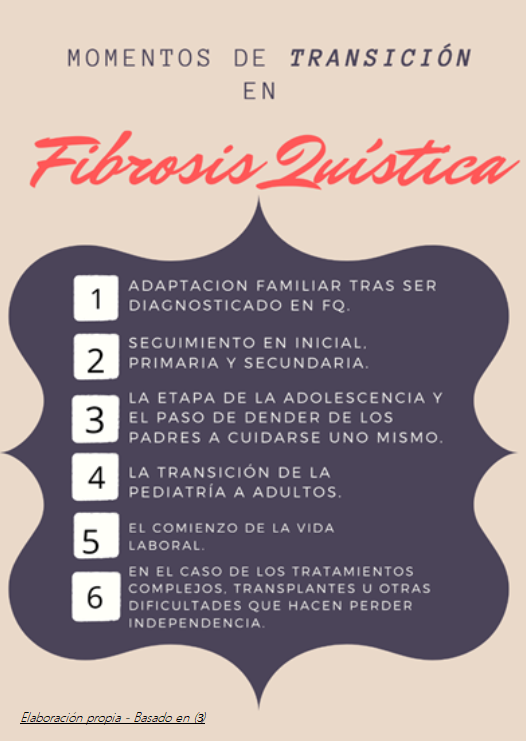 MOMENTOS DE TRANSICIÓN
EN
Fibrosis Quística
1 ADAPTACION FAMILIAR TRAS SER
DIAGNOSTICADO EN FQ.
2 SEGUIMIENTO EN INICIAL,
PRIMARIA Y SECUNDARIA.
3 LA ETAPA DE LA ADOLESCENCIA Y
EL PASO DE DENDER DE LOS
PADRES A CUIDARSE UNO MISMO.
4 LA TRANSICIÓN DE LA
PEDIATRÍA A ADULTOS.
5 EL COMIENZO DE LA VIDA
LABORAL.
6 EN EL CASO DE LOS TRATAMIENTOS
COMPLEJOS, TRANSPLANTES U OTRAS
DIFICULTADES QUE HACEN PERDER
INDEPENDENCIA.
Elaboración propia - Basado en (3)